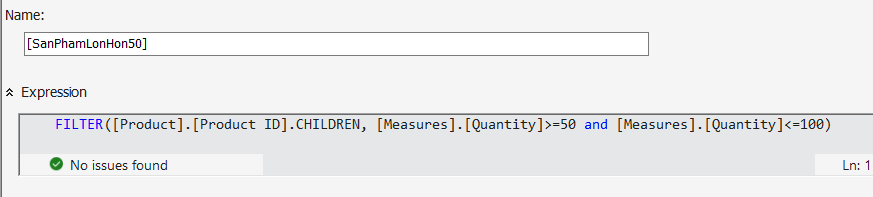 Name:
[SanPhamLonHon50]
Expression
FILTER([Product].[Product ID].CHILDREN, [Measures].[Quantity]>=50 and [Measures].[Quantity]<=100)
No issues found
Ln: 1